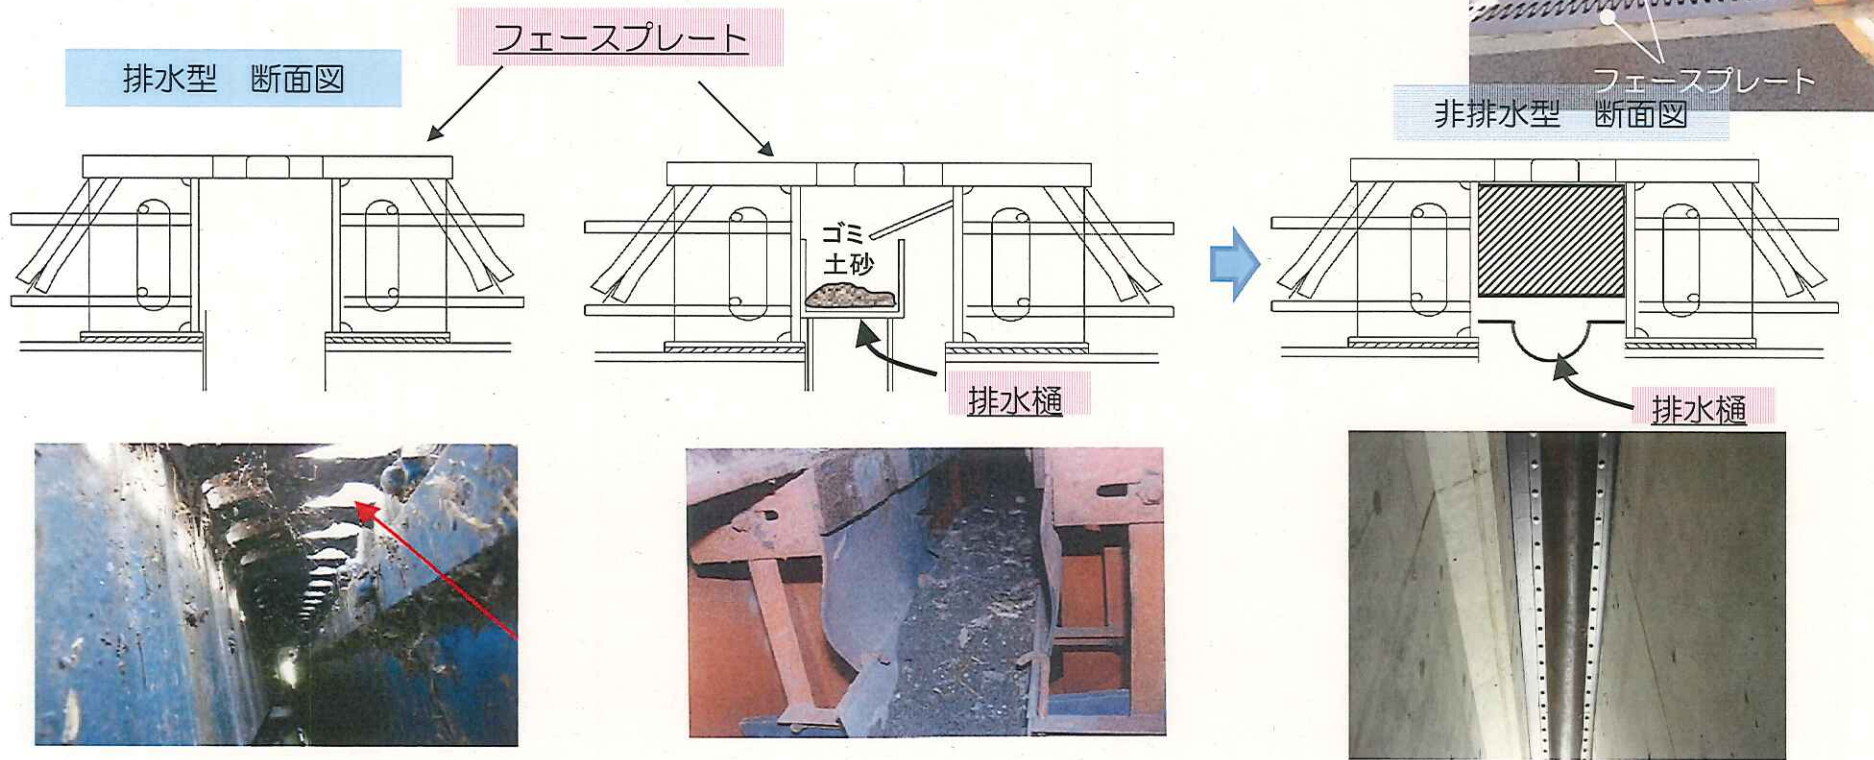 フェースプレート
フェースプレート
排水型　断面図
非排水型　断面図
ゴミ
土砂
排水樋
排水樋